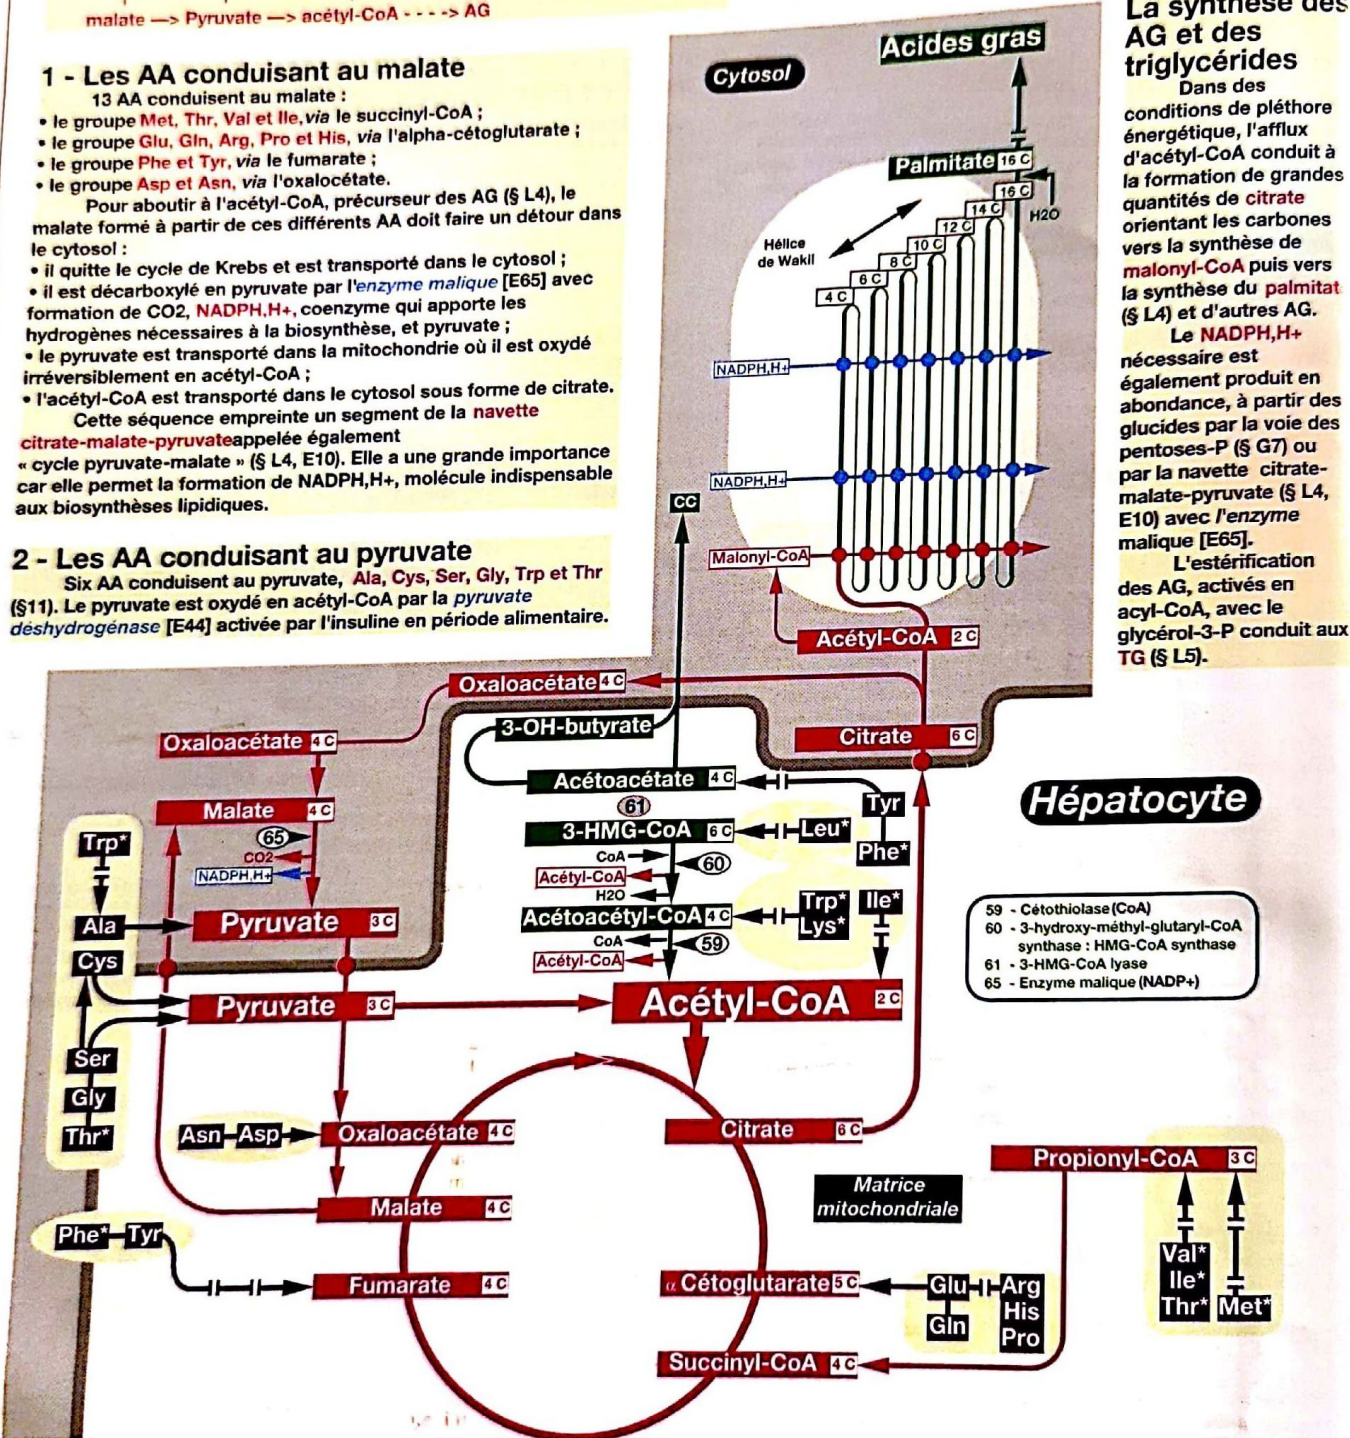 malate —> Pyruvate —> acétyl-CoA - - - -> AG
1 - Les AA conduisant au malate
13 AA conduisent au malate :
• le groupe Met, Thr, Val et Ile, via le succinyl-CoA ;
• le groupe Glu, Gln, Arg, Pro et His, via l'alpha-cétoglutarate ;
• le groupe Phe et Tyr, via le fumarate ;
• le groupe Asp et Asn, via l'oxalocétate.
Pour aboutir à l'acétyl-CoA, précurseur des AG (§ L4), le
malate formé à partir de ces différents AA doit faire un détour dans
le cytosol :
• il quitte le cycle de Krebs et est transporté dans le cytosol ;
• il est décarboxylé en pyruvate par l'enzyme malique [E65] avec
formation de CO2, NADPH,H+, coenzyme qui apporte les
hydrogènes nécessaires à la biosynthèse, et pyruvate ;
• le pyruvate est transporté dans la mitochondrie où il est oxydé
irréversiblement en acétyl-CoA ;
• l'acétyl-CoA est transporté dans le cytosol sous forme de citrate.
Cette séquence empreinte un segment de la navette
citrate-malate-pyruvateappelée également
« cycle pyruvate-malate » (§ L4, E10). Elle a une grande importance
car elle permet la formation de NADPH,H+, molécule indispensable
aux biosynthèses lipidiques.
2 - Les AA conduisant au pyruvate
Six AA conduisent au pyruvate, Ala, Cys, Ser, Gly, Trp et Thr
(§11). Le pyruvate est oxydé en acétyl-CoA par la pyruvate
déshydrogénase [E44] activée par l'insuline en période alimentaire.
La synthèse des
AG et des
triglycérides
Dans des
conditions de pléthore
énergétique, l'afflux
d'acétyl-CoA conduit à
la formation de grandes
quantités de citrate
orientant les carbones
vers la synthèse de
malonyl-CoA puis vers
la synthèse du palmitat
(§ L4) et d'autres AG.
Le NADPH,H+
nécessaire est
également produit en
abondance, à partir des
glucides par la voie des
pentoses-P (§ G7) ou
par la navette citrate-
malate-pyruvate (§ L4,
E10) avec l'enzyme
malique [E65].
L'estérification
des AG, activés en
acyl-CoA, avec le
glycérol-3-P conduit aux
TG (§ L5).
Cytosol
Acides gras
Palmitate 16 C
16 C
H2O
14 C
12 C
10 C
8 C
6 C
4 C
Hélice
de Wakil
NADPH,H+
NADPH,H+
CC
Malonyl-CoA
Acétyl-CoA 2 C
Oxaloacétate 4 C
3-OH-butyrate
Citrate 6 C
Oxaloacétate 4 C
Acétoacétate 4 C
Malate 4 C
61
Tyr
Phe*
Hépatocyte
65
CO2
NADPH,H+
3-HMG-CoA 6 C
Leu*
Trp*
CoA
60
Acétyl-CoA
H2O
Ala
Pyruvate 3 C
Acétoacétyl-CoA 4 C
Trp*
Lys*
Ile*
CoA
59
Acétyl-CoA
Cys
59 - Cétothiolase (CoA)
60 - 3-hydroxy-méthyl-glutaryl-CoA
synthase : HMG-CoA synthase
61 - 3-HMG-CoA lyase
65 - Enzyme malique (NADP+)
Pyruvate 3 C
Acétyl-CoA 2 C
Ser
Gly
Thr*
Asn Asp
Oxaloacétate 4 C
Citrate 6 C
Propionyl-CoA 3 C
Malate 4 C
Matrice
mitochondriale
Phe* Tyr
Fumarate 4 C
α Cétoglutarate 5 C
Glu
Gln
Arg
His
Pro
Val*
Ile*
Thr*
Met*
Succinyl-CoA 4 C